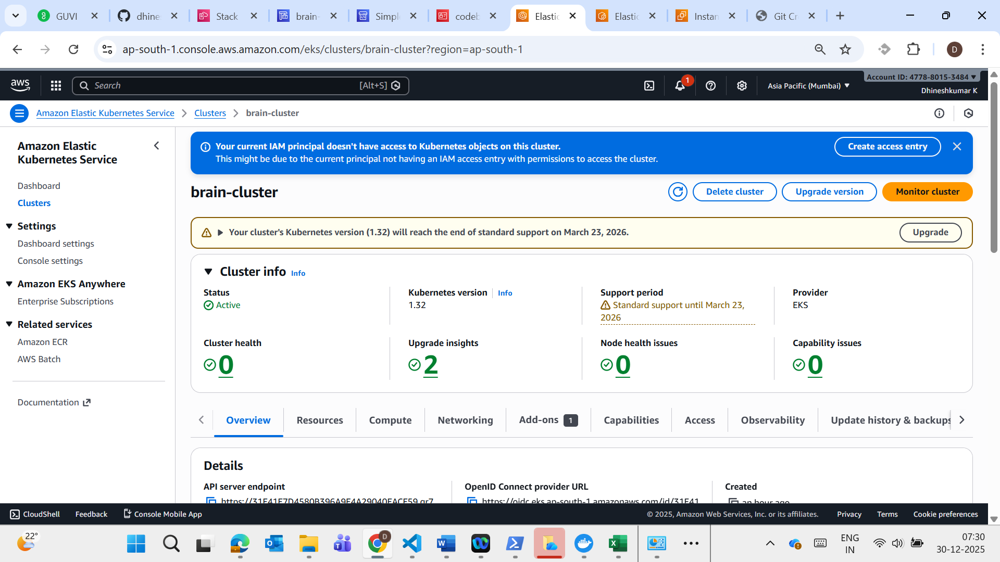 GUVI
dhine
Stack
brain-
Simpl
codeb
Elastic
Elastic
Instan
Git Cr
ap-south-1.console.aws.amazon.com/eks/clusters/brain-cluster?region=ap-south-1
D
aws
Search
[Alt+S]
1
Asia Pacific (Mumbai)
Account ID: 4778-8015-3484
Dhineshkumar K
Amazon Elastic Kubernetes Service
Clusters
brain-cluster
Amazon Elastic
Kubernetes Service
Dashboard
Clusters
Settings
Dashboard settings
Console settings
Amazon EKS Anywhere
Enterprise Subscriptions
Related services
Amazon ECR
AWS Batch
Documentation
Your current IAM principal doesn't have access to Kubernetes objects on this cluster.
This might be due to the current principal not having an IAM access entry with permissions to access the cluster.
Create access entry
brain-cluster
Delete cluster
Upgrade version
Monitor cluster
Your cluster's Kubernetes version (1.32) will reach the end of standard support on March 23, 2026.
Upgrade
Cluster info Info
Status
Active
Kubernetes version Info
1.32
Support period
Standard support until March 23,
2026
Provider
EKS
Cluster health
0
Upgrade insights
2
Node health issues
0
Capability issues
0
Overview
Resources
Compute
Networking
Add-ons 1
Capabilities
Access
Observability
Update history & backups
Details
API server endpoint
OpenID Connect provider URL
Created
https://31F41F7D4580B396A9F4A29040FACF59.gr7
https://oidc.eks.ap-south-1.amazonaws.com/id/31F41
an hour ago
CloudShell
Feedback
Console Mobile App
© 2025, Amazon Web Services, Inc. or its affiliates.
Privacy
Terms
Cookie preferences
22°
D
ENG
IN
07:30
30-12-2025